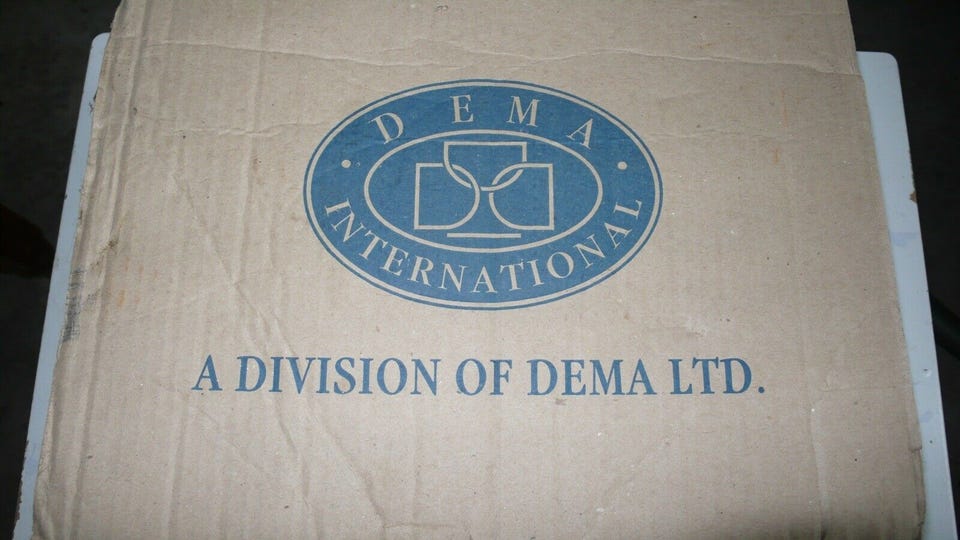 DEMA
INTERNATIONAL
A DIVISION OF DEMA LTD.